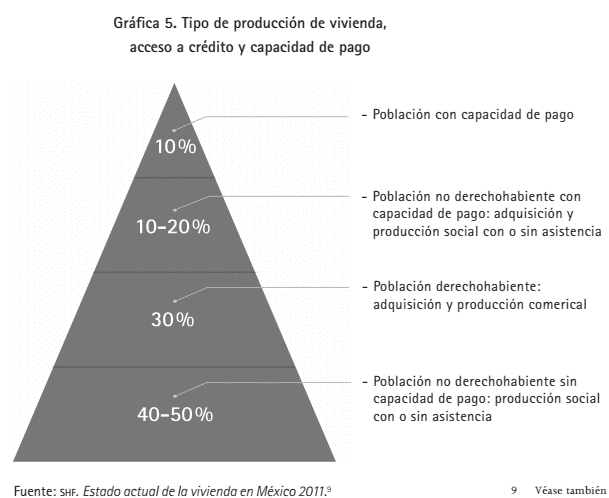 Gráfica 5. Tipo de producción de vivienda,
acceso a crédito y capacidad de pago
- Población con capacidad de pago
10%
- Población no derechohabiente con
capacidad de pago: adquisición y
producción social con o sin asistencia
10-20%
- Población derechohabiente:
adquisición y producción comerical
30%
- Población no derechohabiente sin
capacidad de pago: producción social
con o sin asistencia
40-50%
Fuente: SHF. Estado actual de la vivienda en México 2011.⁹
9 Véase también